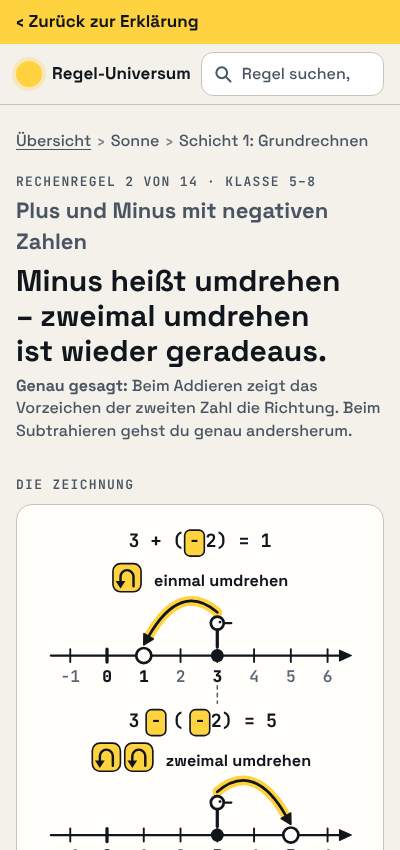 ‹ Zurück zur Erklärung
Regel-Universum
Regel suchen,
Übersicht > Sonne > Schicht 1: Grundrechnen
RECHENREGEL 2 VON 14 · KLASSE 5–8
Plus und Minus mit negativen
Zahlen
Minus heißt umdrehen
– zweimal umdrehen
ist wieder geradeaus.
Genau gesagt: Beim Addieren zeigt das
Vorzeichen der zweiten Zahl die Richtung. Beim
Subtrahieren gehst du genau andersherum.
DIE ZEICHNUNG
3 + (-2) = 1
einmal umdrehen
-1 0 1 2 3 4 5 6
3 - (-2) = 5
zweimal umdrehen